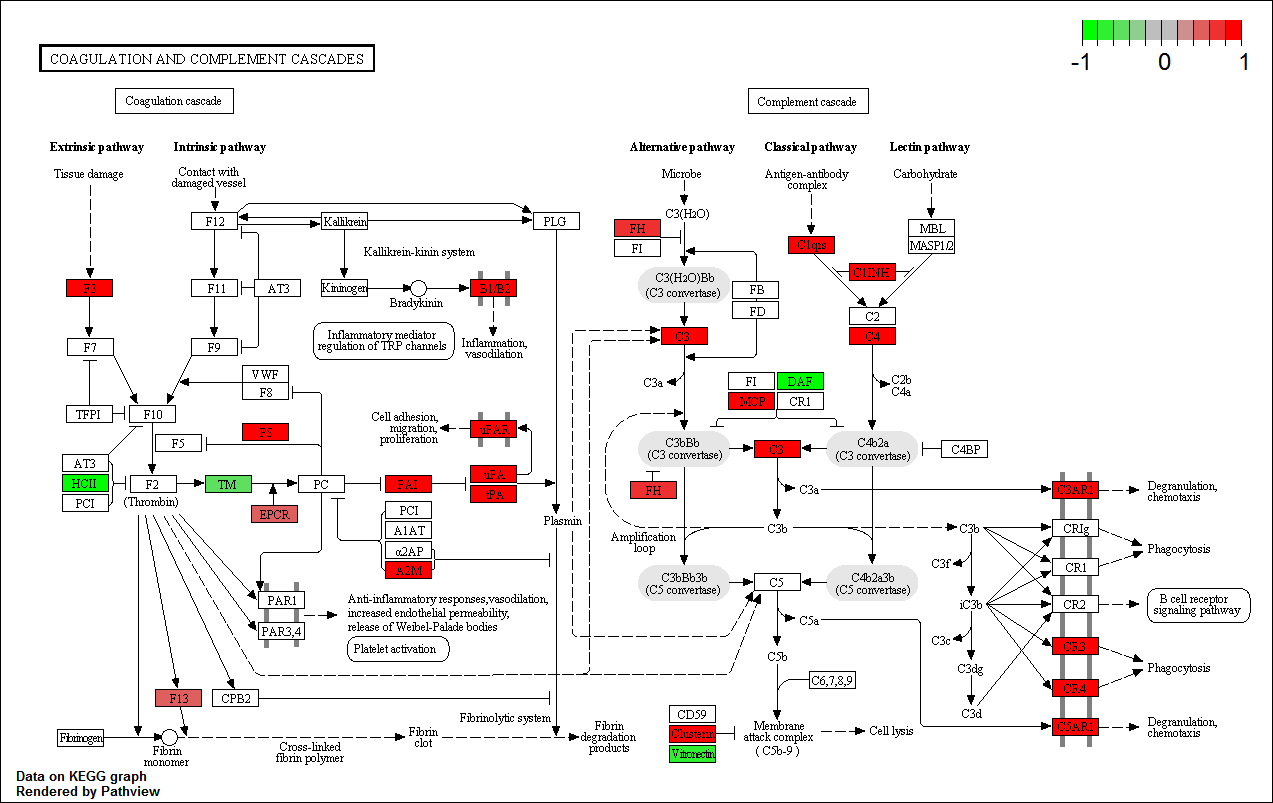 COAGULATION AND COMPLEMENT CASCADES
-1 0 1
Coagulation cascade
Complement cascade
Extrinsic pathway
Intrinsic pathway
Alternative pathway
Classical pathway
Lectin pathway
Tissue damage
Contact with
damaged vessel
Microbe
Antigen-antibody
complex
Carbohydrate
F12
Kallikrein
PLG
C3(H2O)
FH
FI
C1qrs
MBL
MASP1/2
Kallikrein-kinin system
C1INH
F3
F11
AT3
Kininogen
Bradykinin
B1/B2
C3(H2O)Bb
(C3 convertase)
FB
FD
C2
C4
Inflammatory mediator
regulation of TRP channels
Inflammation,
vasodilation
C3
F7
F9
VWF
F8
C3a
FI
DAF
MCP
CR1
C2b
C4a
TFPI
F10
F5
PS
Cell adhesion,
migration,
proliferation
uPAR
C3bBb
(C3 convertase)
C3
C4b2a
(C3 convertase)
C4BP
AT3
HCII
PCI
F2
(Thrombin)
TM
EPCR
PC
PAI
uPA
tPA
FH
C3a
C3AR1
Degranulation,
chemotaxis
PCI
A1AT
α2AP
A2M
Plasmin
Amplification
loop
C3b
C3b
CRIg
CR1
Phagocytosis
C3f
C3bBb3b
(C5 convertase)
C5
C4b2a3b
(C5 convertase)
iC3b
CR2
B cell receptor
signaling pathway
PAR1
PAR3,4
Anti-inflammatory responses,vasodilation,
increased endothelial permeability,
release of Weibel-Palade bodies
Platelet activation
C5a
C5b
C3c
C3dg
C3d
CR3
CR4
Phagocytosis
C6,7,8,9
F13
CPB2
Fibrinolytic system
C5AR1
Degranulation,
chemotaxis
Fibrinogen
Fibrin
monomer
Cross-linked
fibrin polymer
Fibrin
clot
Fibrin
degradation
products
CD59
Clusterin
Vitronectin
Membrane
attack complex
( C5b-9 )
Cell lysis
Data on KEGG graph
Rendered by Pathview